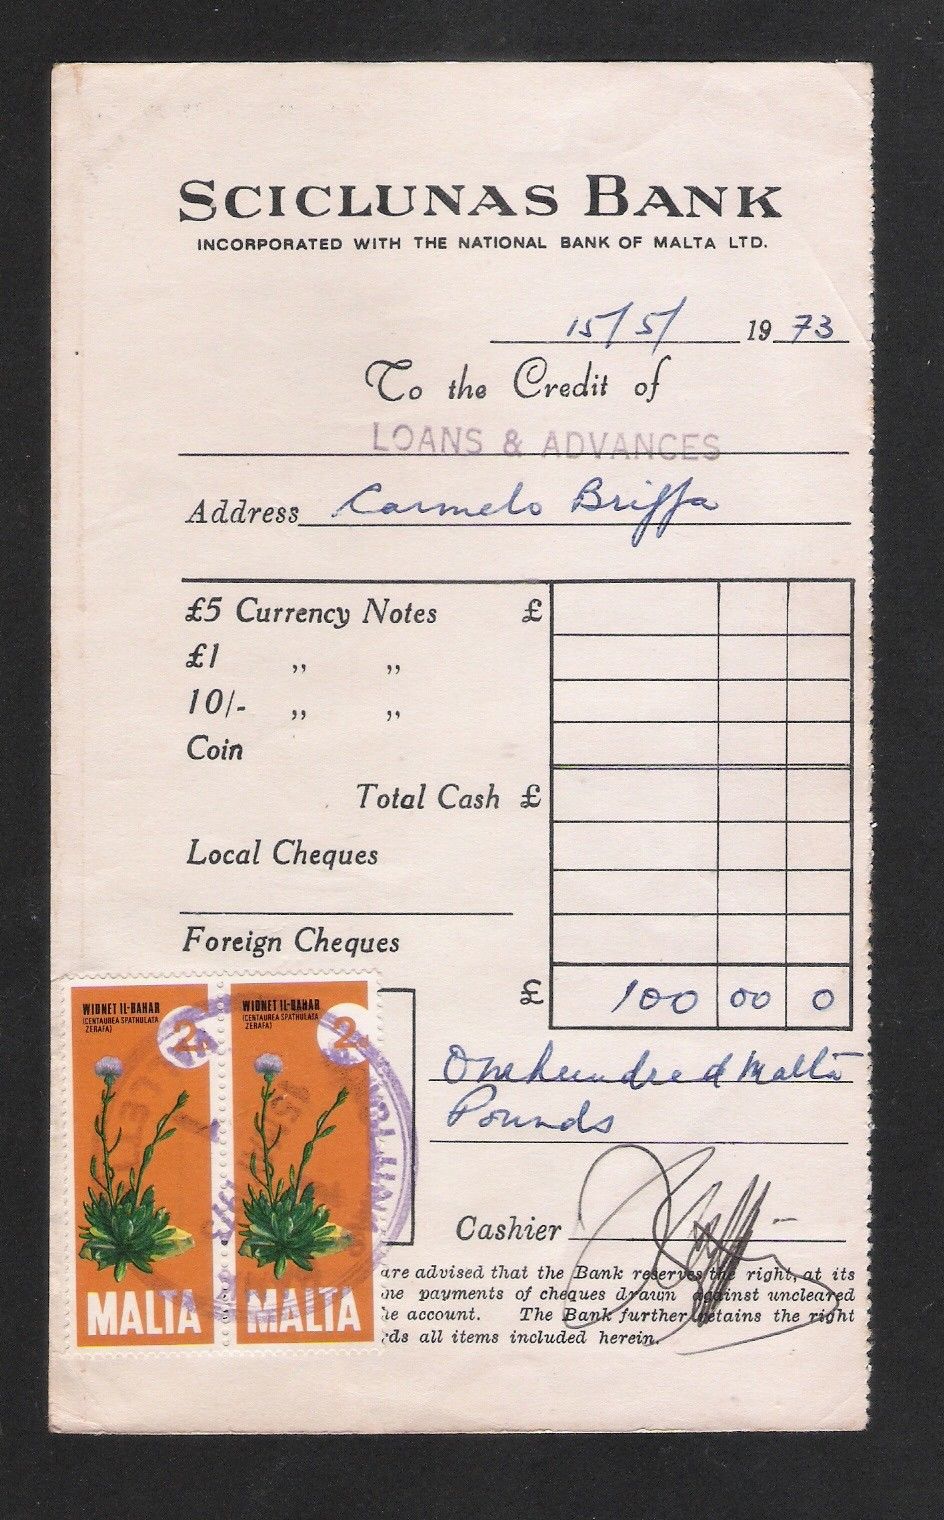 SCICLUNAS BANK
INCORPORATED WITH THE NATIONAL BANK OF MALTA LTD.
15/5/ 1973
To the Credit of
LOANS & ADVANCES
Address Carmelo Briffa
£5 Currency Notes £
£1 ,, ,,
10/- ,, ,,
Coin
Total Cash £
Local Cheques
Foreign Cheques
£ 100 00 0
One hundred Malta
Pounds
Cashier
are advised that the Bank reserves the right, at its
payments of cheques drawn against uncleared
account. The Bank further retains the right
all items included herein.
WIDNET IL-BAHAR
(CENTAUREA SPATHULATA
ZERAFA)
2
MALTA
WIDNET IL-BAHAR
(CENTAUREA SPATHULATA
ZERAFA)
2
MALTA